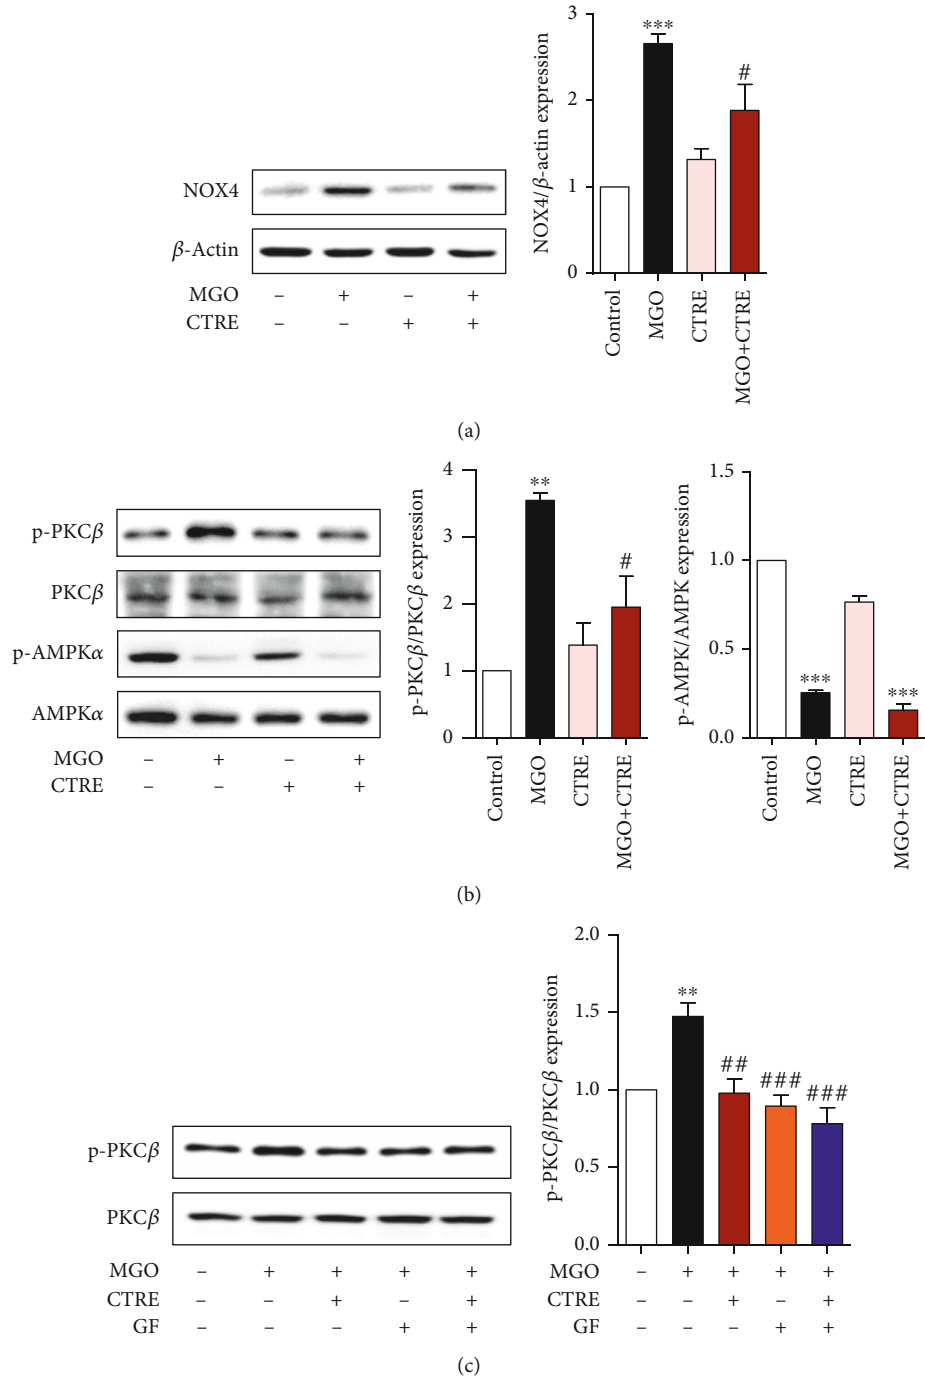 NOX4
β-Actin
MGO – + – +
CTRE – – + +
NOX4/β-actin expression
3
2
1
0
***
#
Control
MGO
CTRE
MGO+CTRE
(a)
p-PKCβ
PKCβ
p-AMPKα
AMPKα
MGO – + – +
CTRE – – + +
p-PKCβ/PKCβ expression
4
3
2
1
0
**
#
Control
MGO
CTRE
MGO+CTRE
p-AMPK/AMPK expression
1.5
1.0
0.5
0.0
***
***
Control
MGO
CTRE
MGO+CTRE
(b)
p-PKCβ
PKCβ
MGO – + + + +
CTRE – – + – +
GF – – – + +
p-PKCβ/PKCβ expression
2.0
1.5
1.0
0.5
0.0
**
##
###
###
MGO – + + + +
CTRE – – + – +
GF – – – + +
(c)